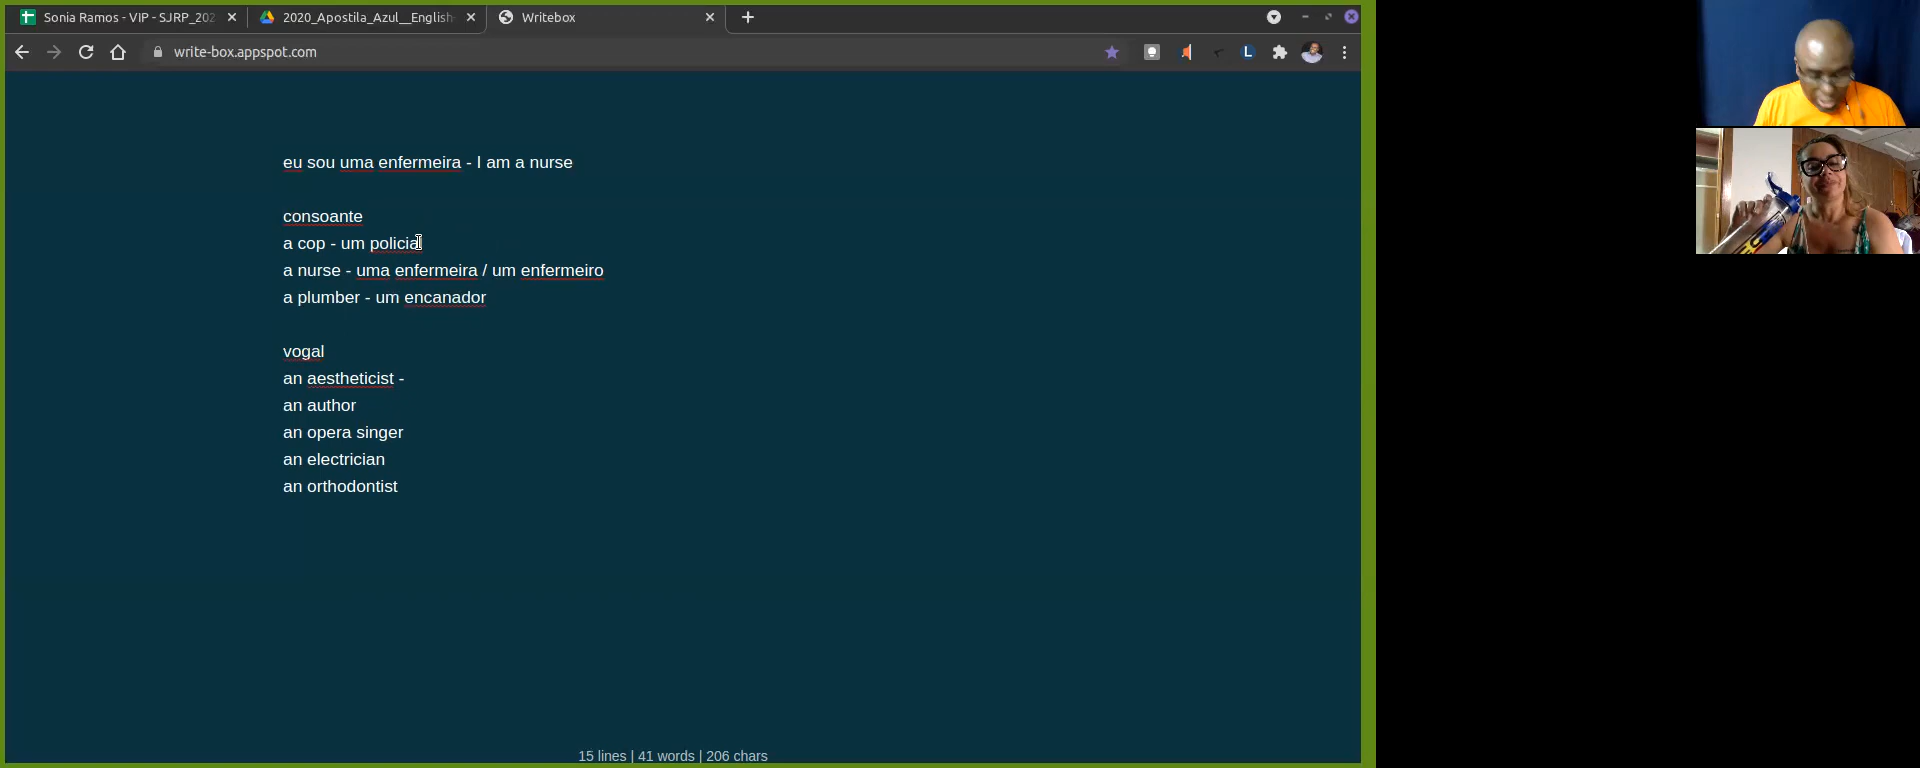 Sonia Ramos - VIP - SJRP_202
2020_Apostila_Azul__English-
Writebox
write-box.appspot.com
eu sou uma enfermeira - I am a nurse
consoante
a cop - um policial
a nurse - uma enfermeira / um enfermeiro
a plumber - um encanador
vogal
an aestheticist -
an author
an opera singer
an electrician
an orthodontist
15 lines | 41 words | 206 chars